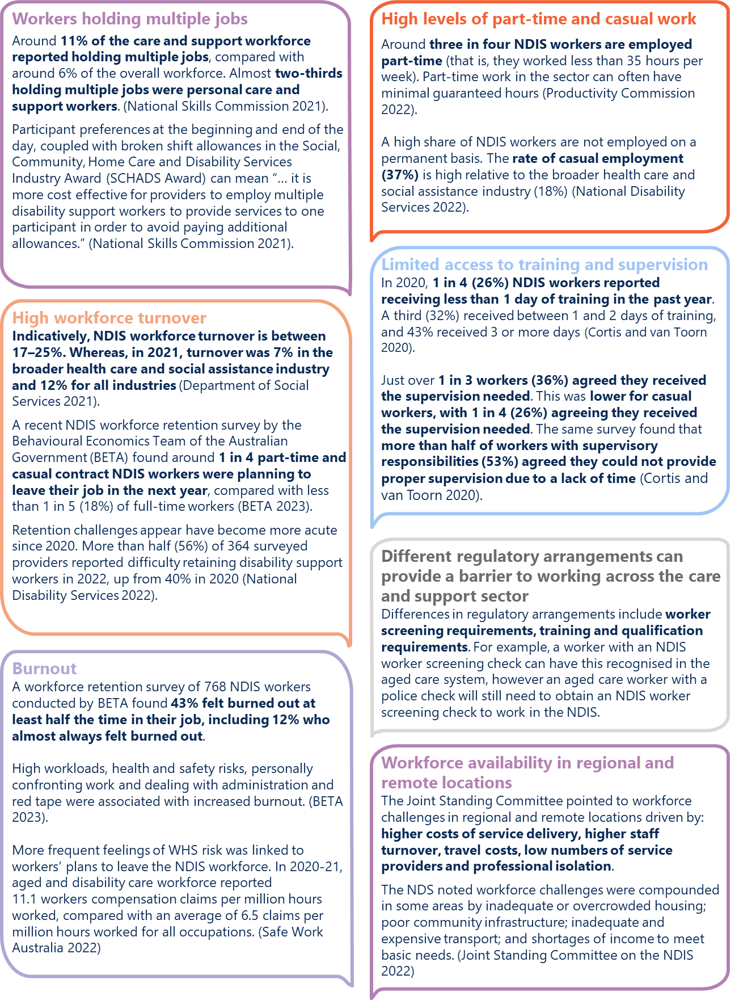 Workers holding multiple jobs
Around 11% of the care and support workforce
reported holding multiple jobs, compared with
around 6% of the overall workforce. Almost two-thirds
holding multiple jobs were personal care and
support workers. (National Skills Commission 2021).
Participant preferences at the beginning and end of the
day, coupled with broken shift allowances in the Social,
Community, Home Care and Disability Services
Industry Award (SCHADS Award) can mean “... it is
more cost effective for providers to employ multiple
disability support workers to provide services to one
participant in order to avoid paying additional
allowances.” (National Skills Commission 2021).
High workforce turnover
Indicatively, NDIS workforce turnover is between
17–25%. Whereas, in 2021, turnover was 7% in the
broader health care and social assistance industry
and 12% for all industries (Department of Social
Services 2021).
A recent NDIS workforce retention survey by the
Behavioural Economics Team of the Australian
Government (BETA) found around 1 in 4 part-time and
casual contract NDIS workers were planning to
leave their job in the next year, compared with less
than 1 in 5 (18%) of full-time workers (BETA 2023).
Retention challenges appear have become more acute
since 2020. More than half (56%) of 364 surveyed
providers reported difficulty retaining disability support
workers in 2022, up from 40% in 2020 (National
Disability Services 2022).
Burnout
A workforce retention survey of 768 NDIS workers
conducted by BETA found 43% felt burned out at
least half the time in their job, including 12% who
almost always felt burned out.
High workloads, health and safety risks, personally
confronting work and dealing with administration and
red tape were associated with increased burnout. (BETA
2023).
More frequent feelings of WHS risk was linked to
workers’ plans to leave the NDIS workforce. In 2020-21,
aged and disability care workforce reported
11.1 workers compensation claims per million hours
worked, compared with an average of 6.5 claims per
million hours worked for all occupations. (Safe Work
Australia 2022)
High levels of part-time and casual work
Around three in four NDIS workers are employed
part-time (that is, they worked less than 35 hours per
week). Part-time work in the sector can often have
minimal guaranteed hours (Productivity Commission
2022).
A high share of NDIS workers are not employed on a
permanent basis. The rate of casual employment
(37%) is high relative to the broader health care and
social assistance industry (18%) (National Disability
Services 2022).
Limited access to training and supervision
In 2020, 1 in 4 (26%) NDIS workers reported
receiving less than 1 day of training in the past year.
A third (32%) received between 1 and 2 days of training,
and 43% received 3 or more days (Cortis and van Toorn
2020).
Just over 1 in 3 workers (36%) agreed they received
the supervision needed. This was lower for casual
workers, with 1 in 4 (26%) agreeing they received
the supervision needed. The same survey found that
more than half of workers with supervisory
responsibilities (53%) agreed they could not provide
proper supervision due to a lack of time (Cortis and
van Toorn 2020).
Different regulatory arrangements can
provide a barrier to working across the care
and support sector
Differences in regulatory arrangements include worker
screening requirements, training and qualification
requirements. For example, a worker with an NDIS
worker screening check can have this recognised in the
aged care system, however an aged care worker with a
police check will still need to obtain an NDIS worker
screening check to work in the NDIS.
Workforce availability in regional and
remote locations
The Joint Standing Committee pointed to workforce
challenges in regional and remote locations driven by:
higher costs of service delivery, higher staff
turnover, travel costs, low numbers of service
providers and professional isolation.
The NDS noted workforce challenges were compounded
in some areas by inadequate or overcrowded housing;
poor community infrastructure; inadequate and
expensive transport; and shortages of income to meet
basic needs. (Joint Standing Committee on the NDIS
2022)